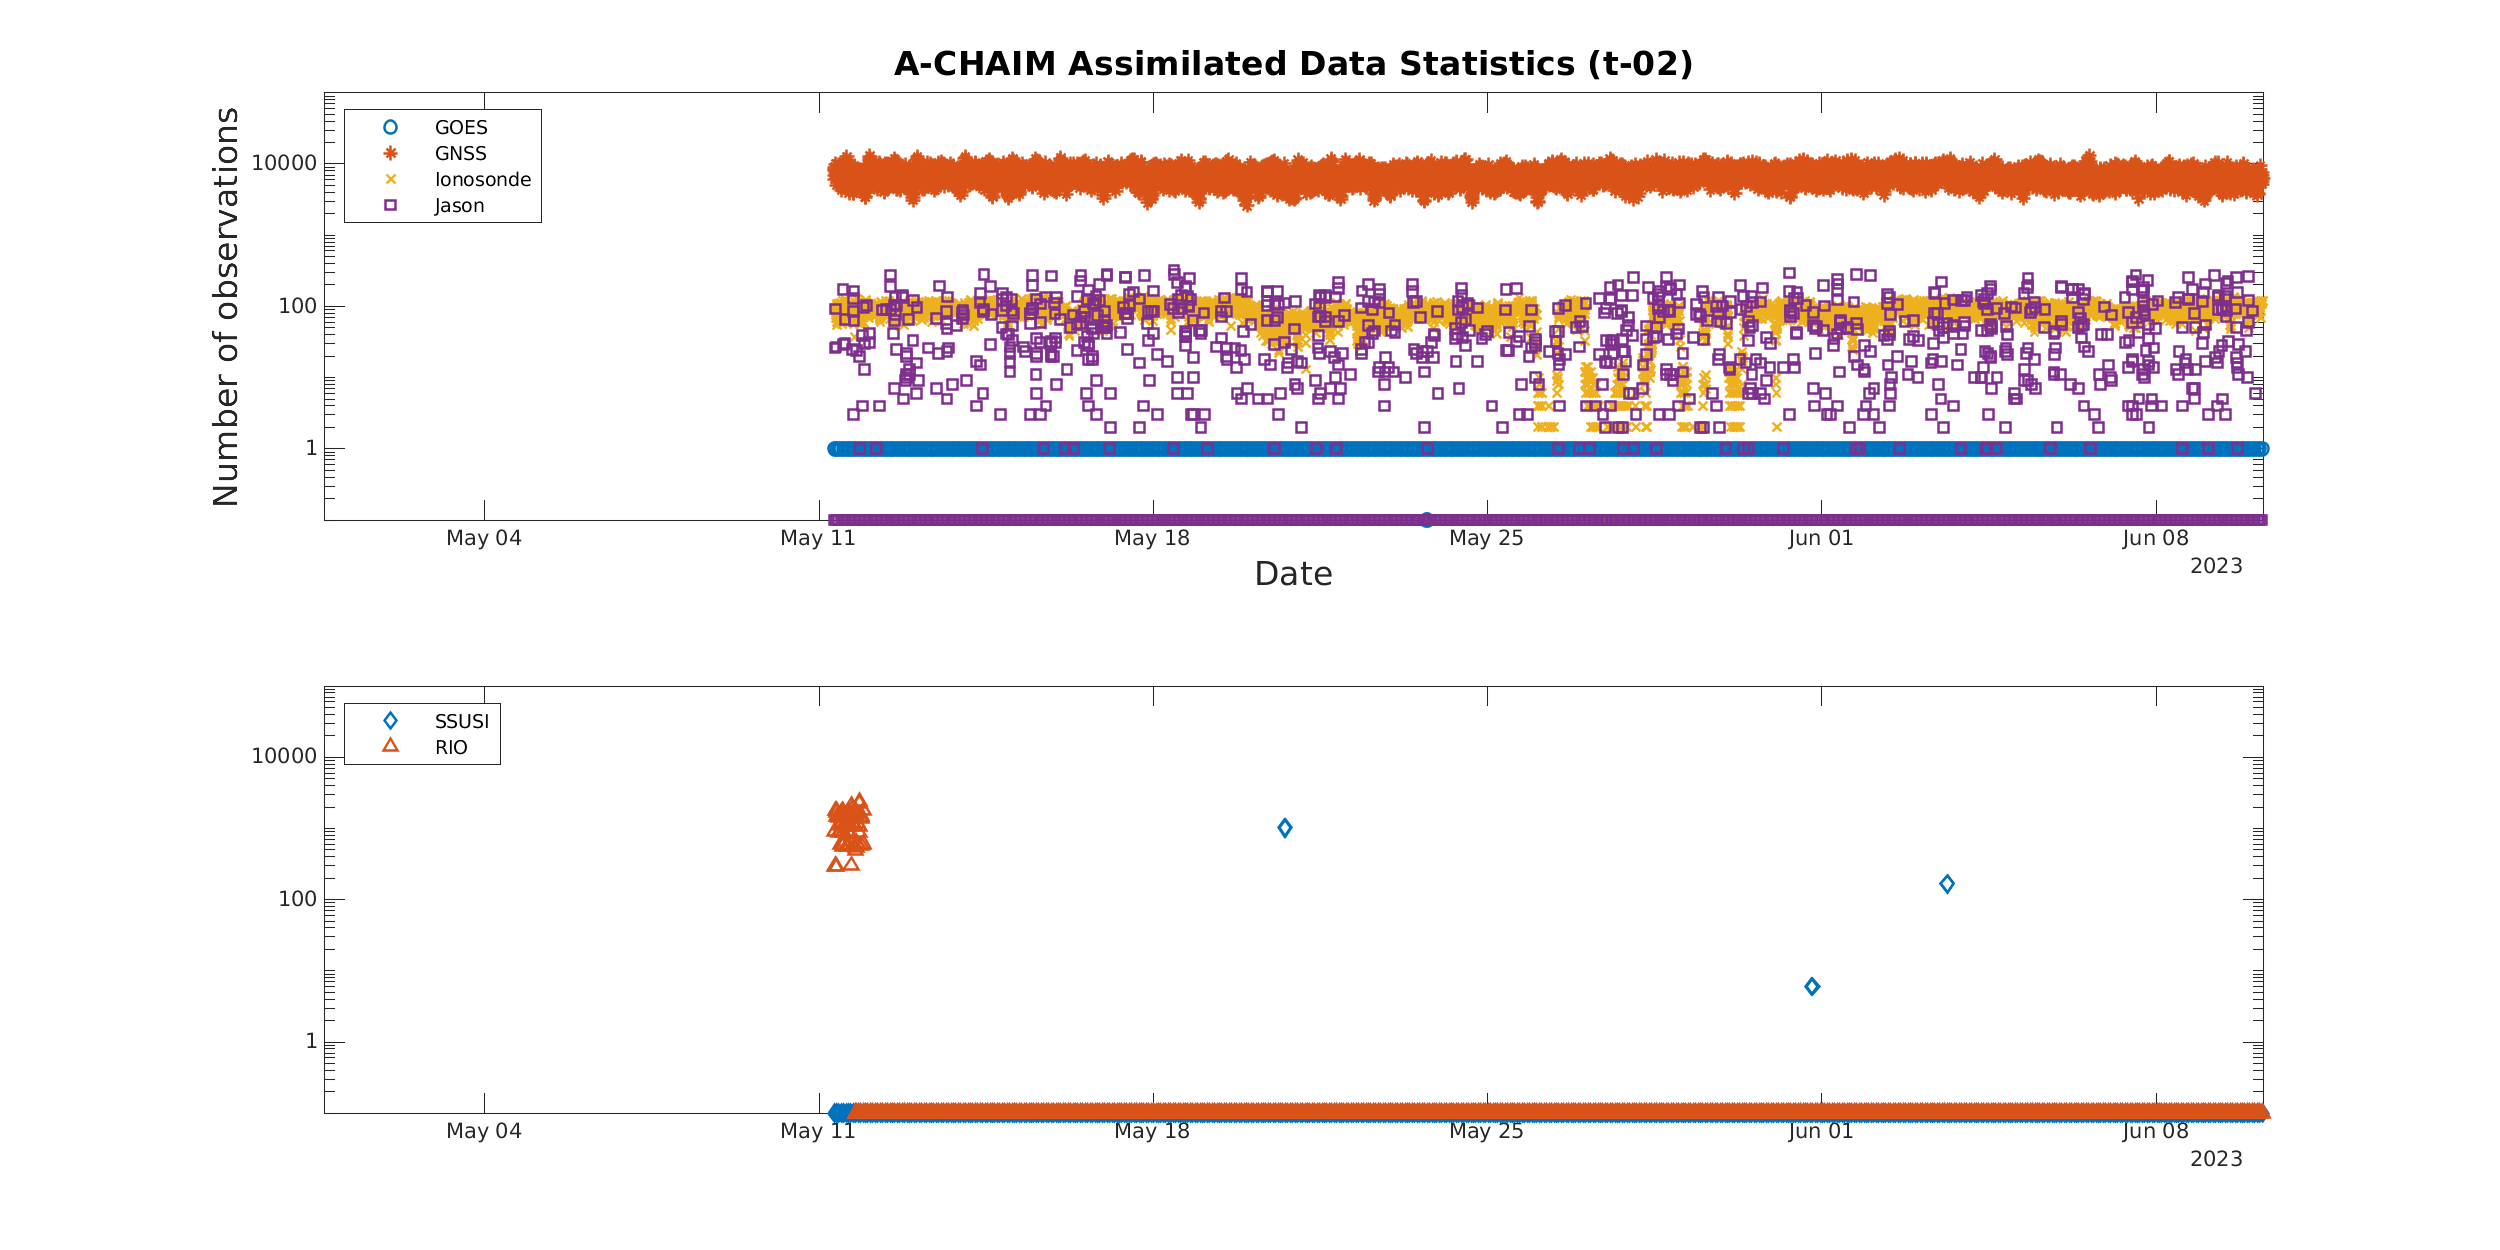 A-CHAIM Assimilated Data Statistics (t-02)
Number of observations
10000
100
1
GOES
GNSS
Ionosonde
Jason
May 04
May 11
May 18
May 25
Jun 01
Jun 08
2023
Date
10000
100
1
SSUSI
RIO
May 04
May 11
May 18
May 25
Jun 01
Jun 08
2023